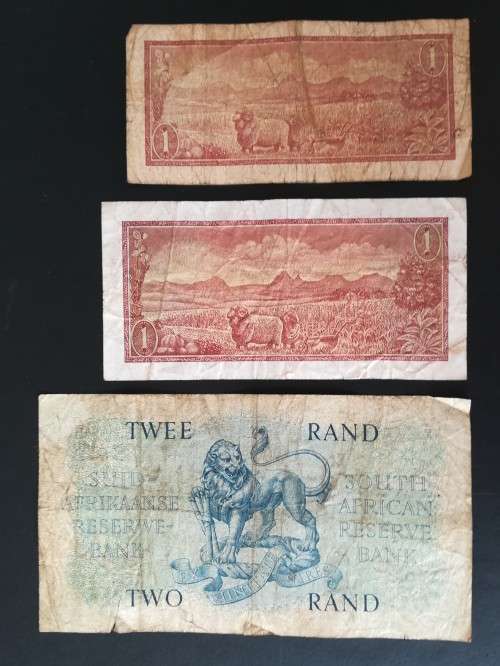 1
1
1
1
TWEE RAND
SUID-
AFRIKAANSE
RESERWE-
BANK
SOUTH
AFRICAN
RESERVE
BANK
TWO RAND